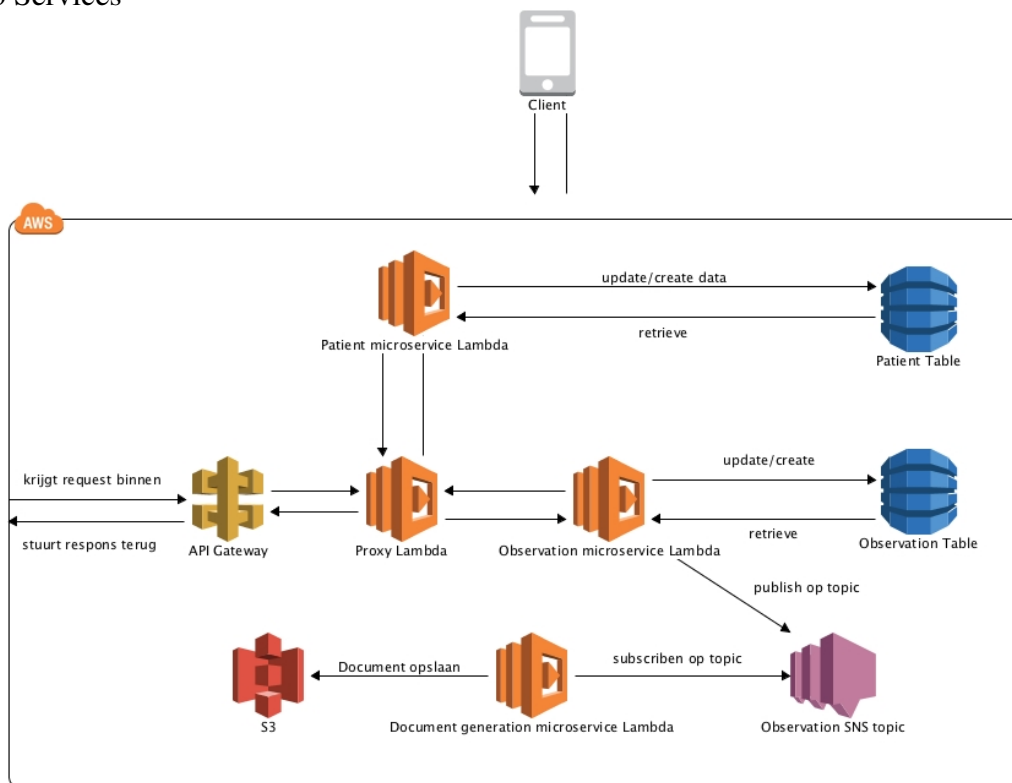 Services
Client
AWS
update/create data
retrieve
Patient microservice Lambda
Patient Table
krijgt request binnen
stuurt respons terug
API Gateway
Proxy Lambda
Observation microservice Lambda
update/create
retrieve
Observation Table
publish op topic
Document opslaan
subscriben op topic
S3
Document generation microservice Lambda
Observation SNS topic